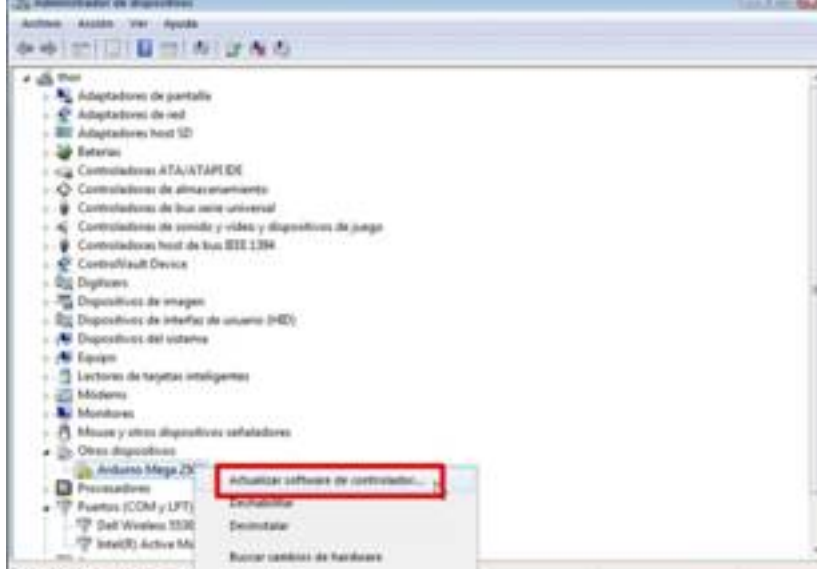 Administrador de dispositivos
Archivo Acción Ver Ayuda
Adaptadores de pantalla
Adaptadores de red
Adaptadores host SD
Baterías
Controladoras ATA/ATAPI IDE
Controladoras de almacenamiento
Controladoras de bus serie universal
Controladoras de sonido y vídeo y dispositivos de juego
Controladoras host de bus IEEE 1394
ControlVault Device
Digitizers
Dispositivos de imagen
Dispositivos de interfaz de usuario (HID)
Dispositivos del sistema
Equipo
Lectores de tarjetas inteligentes
Módems
Monitores
Mouse y otros dispositivos señaladores
Otros dispositivos
Arduino Mega
Actualizar software de controlador...
Procesadores
Deshabilitar
Puertos (COM y LPT)
Dell Wireless
Desinstalar
Intel(R) Active
Buscar cambios de hardware